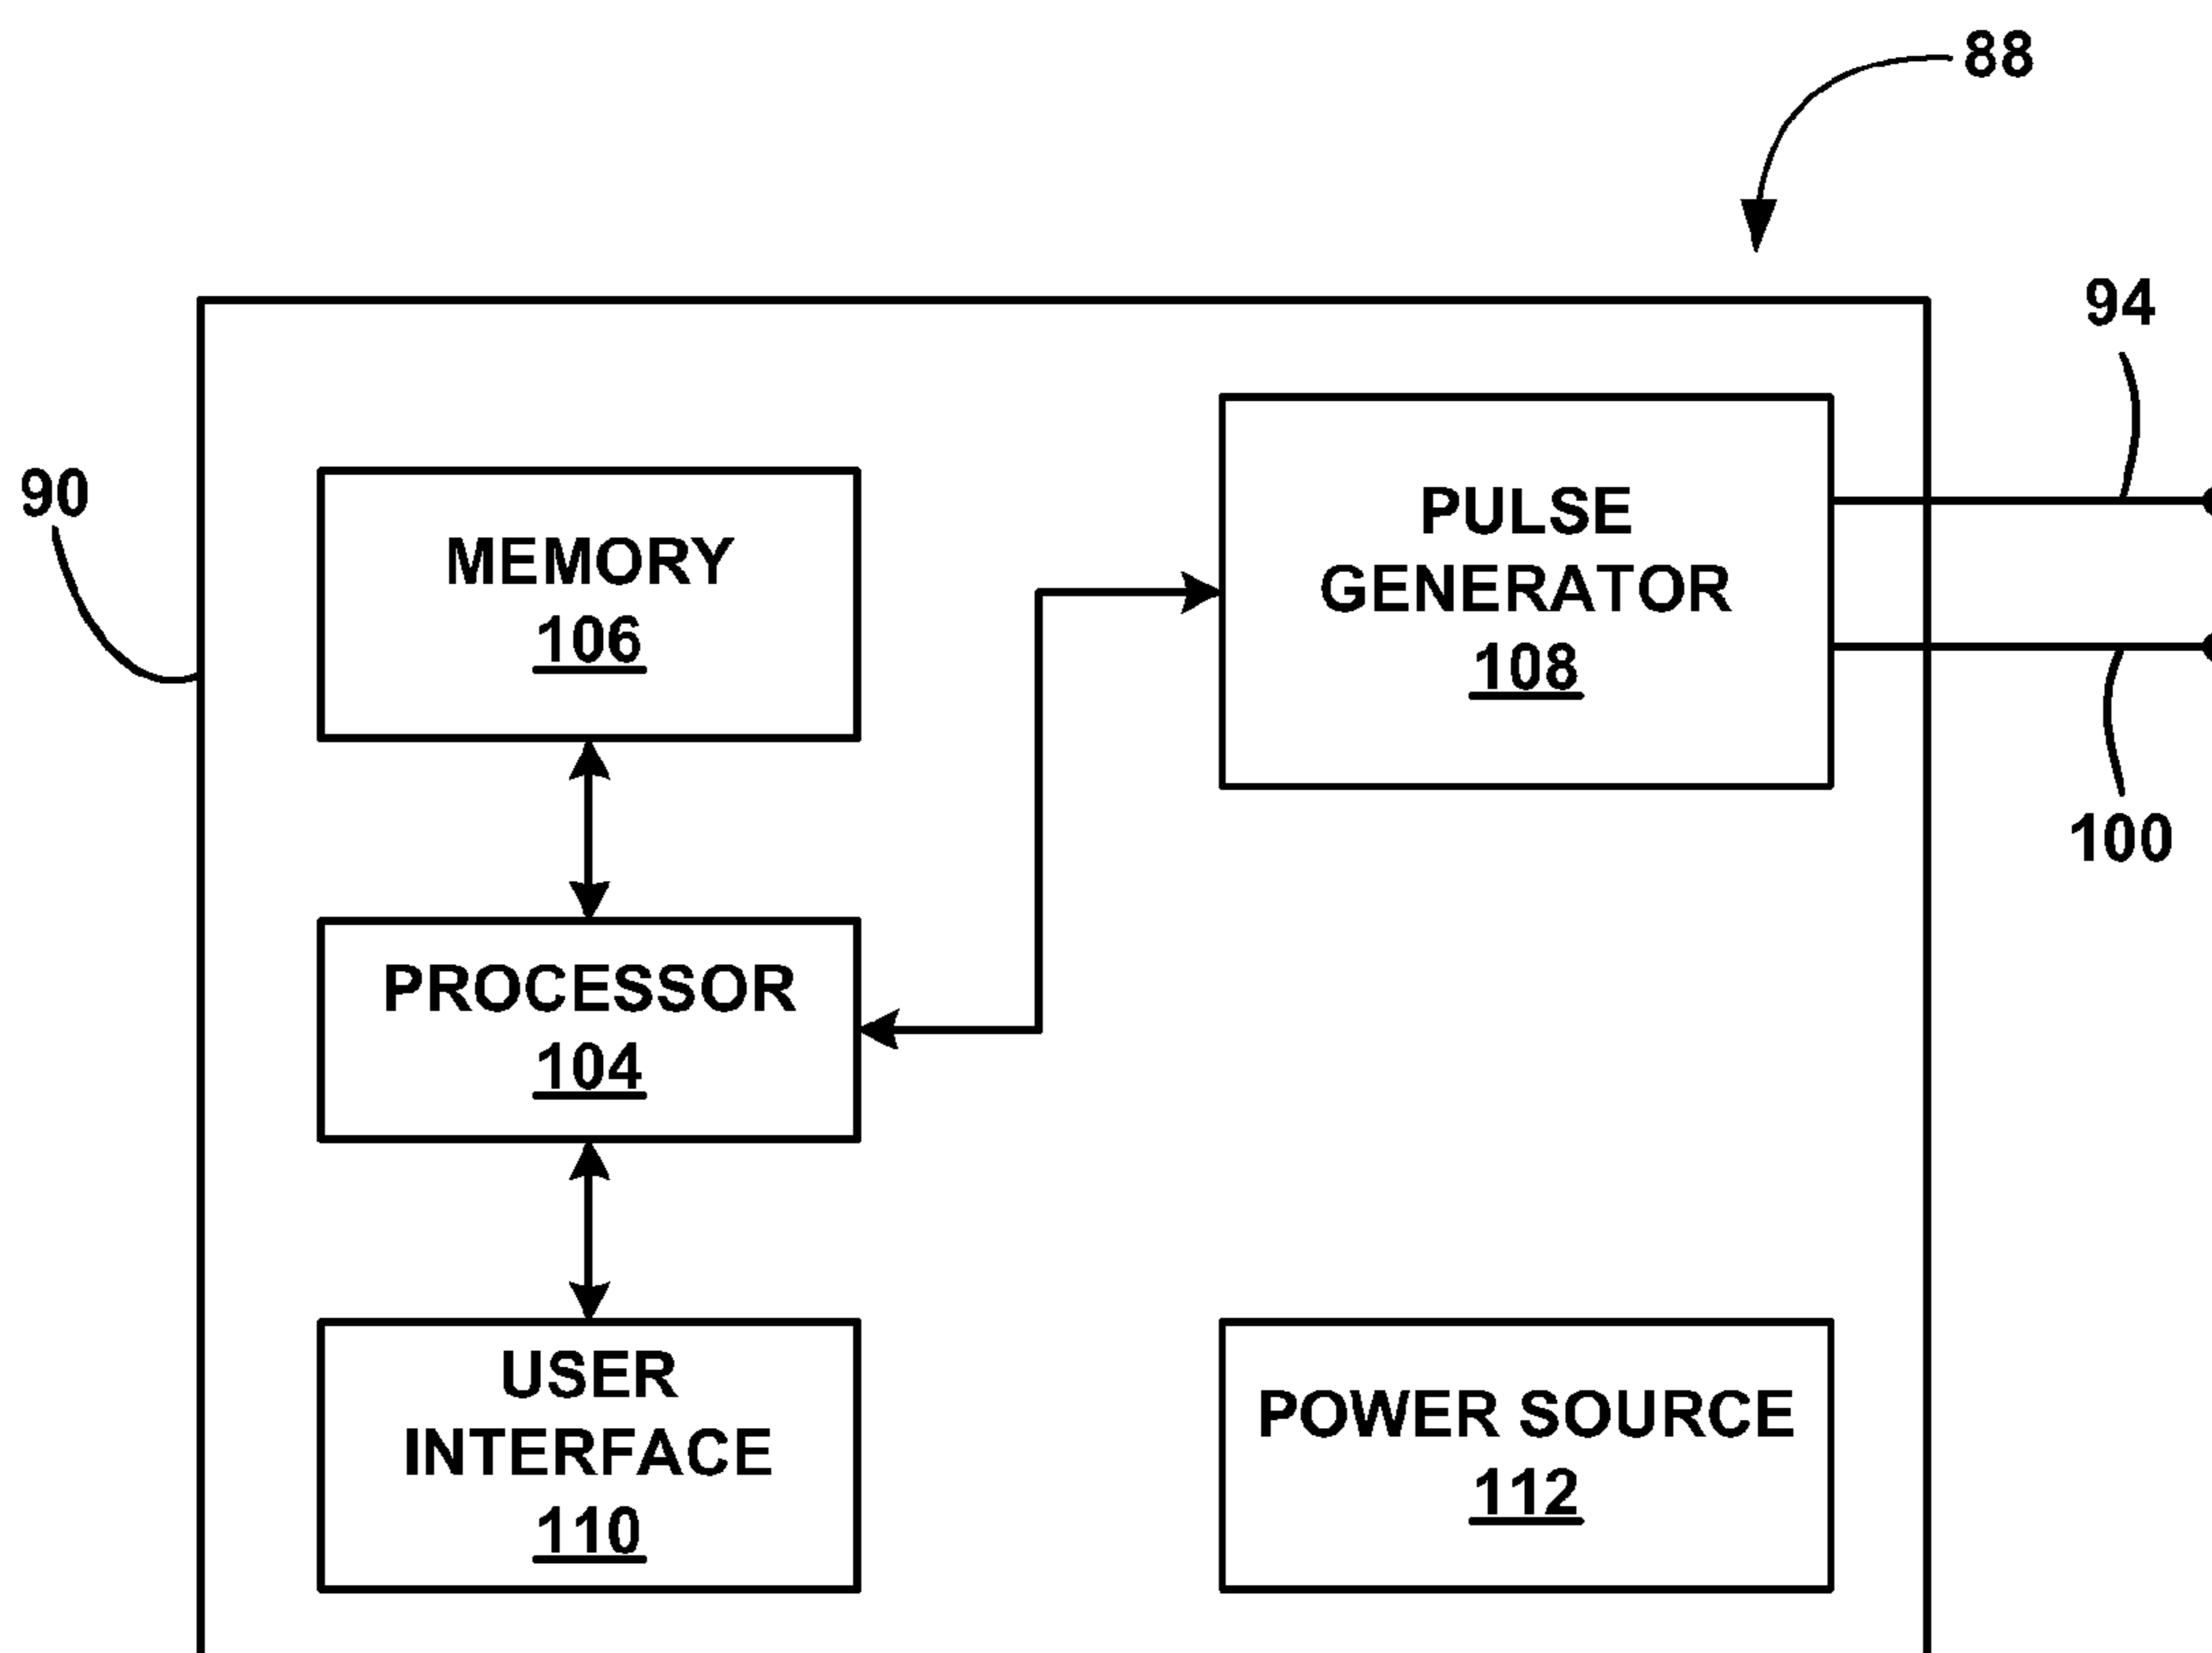 88
94
90
MEMORY
106
PULSE
GENERATOR
108
100
PROCESSOR
104
USER
INTERFACE
110
POWER SOURCE
112